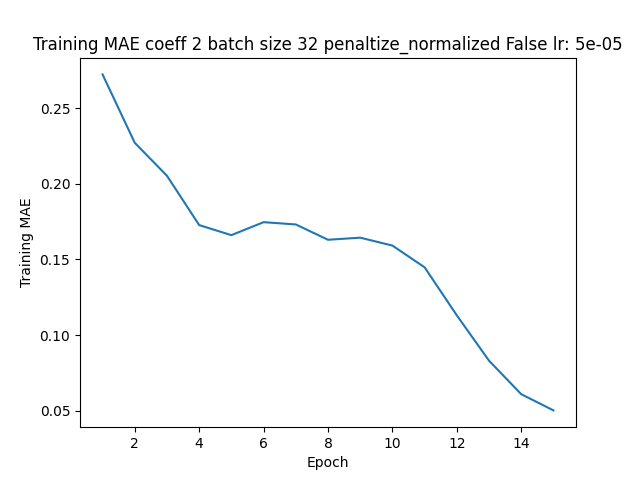 Training MAE coeff 2 batch size 32 penaltize_normalized False lr: 5e-05
Training MAE
0.25
0.20
0.15
0.10
0.05
2 4 6 8 10 12 14
Epoch